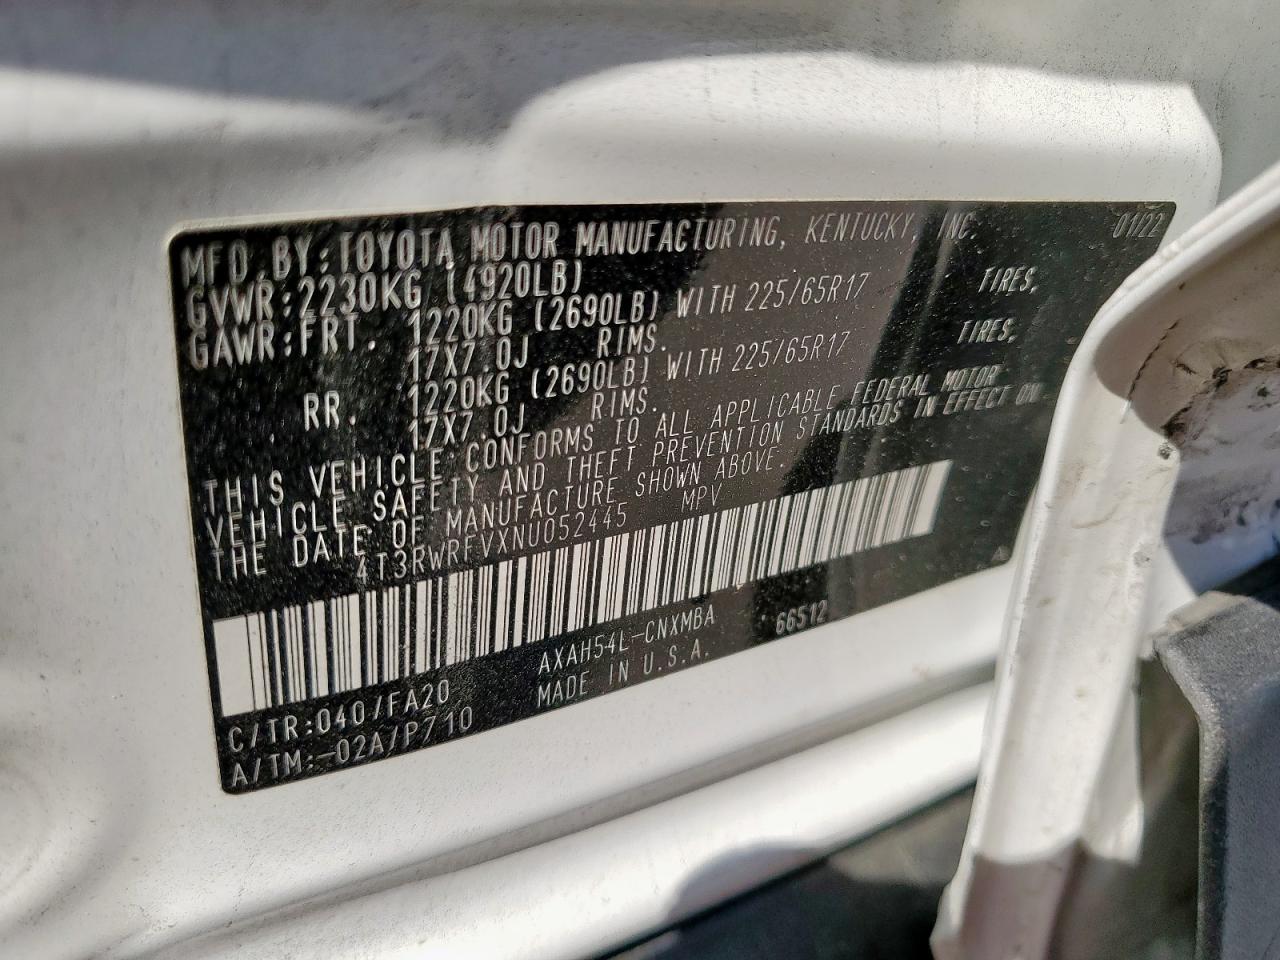 MFD.BY:TOYOTA MOTOR MANUFACTURING, KENTUCKY, INC. 01/22
GVWR:2230KG (4920LB)
GAWR:FRT. 1220KG (2690LB) WITH 225/65R17 TIRES,
17X7.0J RIMS.
RR. 1220KG (2690LB) WITH 225/65R17 TIRES,
17X7.0J RIMS.
THIS VEHICLE CONFORMS TO ALL APPLICABLE FEDERAL MOTOR
VEHICLE SAFETY AND THEFT PREVENTION STANDARDS IN EFFECT ON
THE DATE OF MANUFACTURE SHOWN ABOVE.
4T3RWRFVXNU052445 MPV
C/TR:040/FA20 AXAH54L-CNXMBA 66512
A/TM:-02A/P710 MADE IN U.S.A.